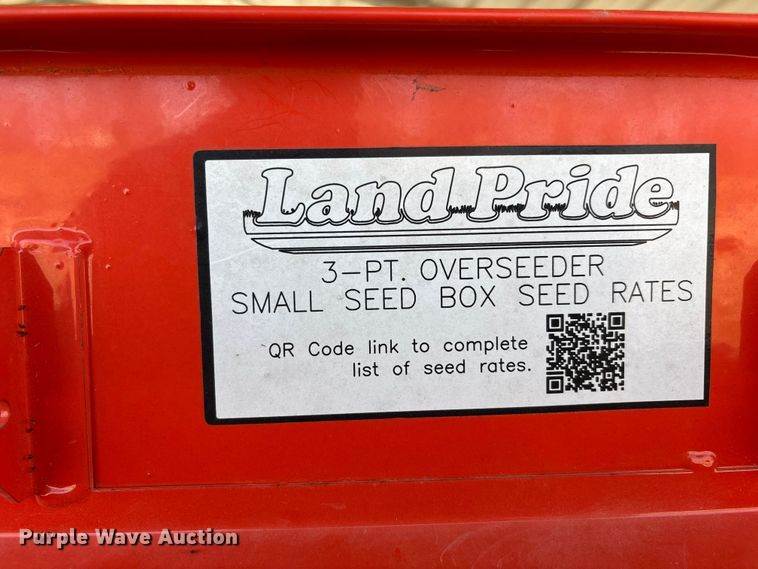 Land Pride
3-PT. OVERSEEDER
SMALL SEED BOX SEED RATES
QR Code link to complete
list of seed rates.
Purple Wave Auction